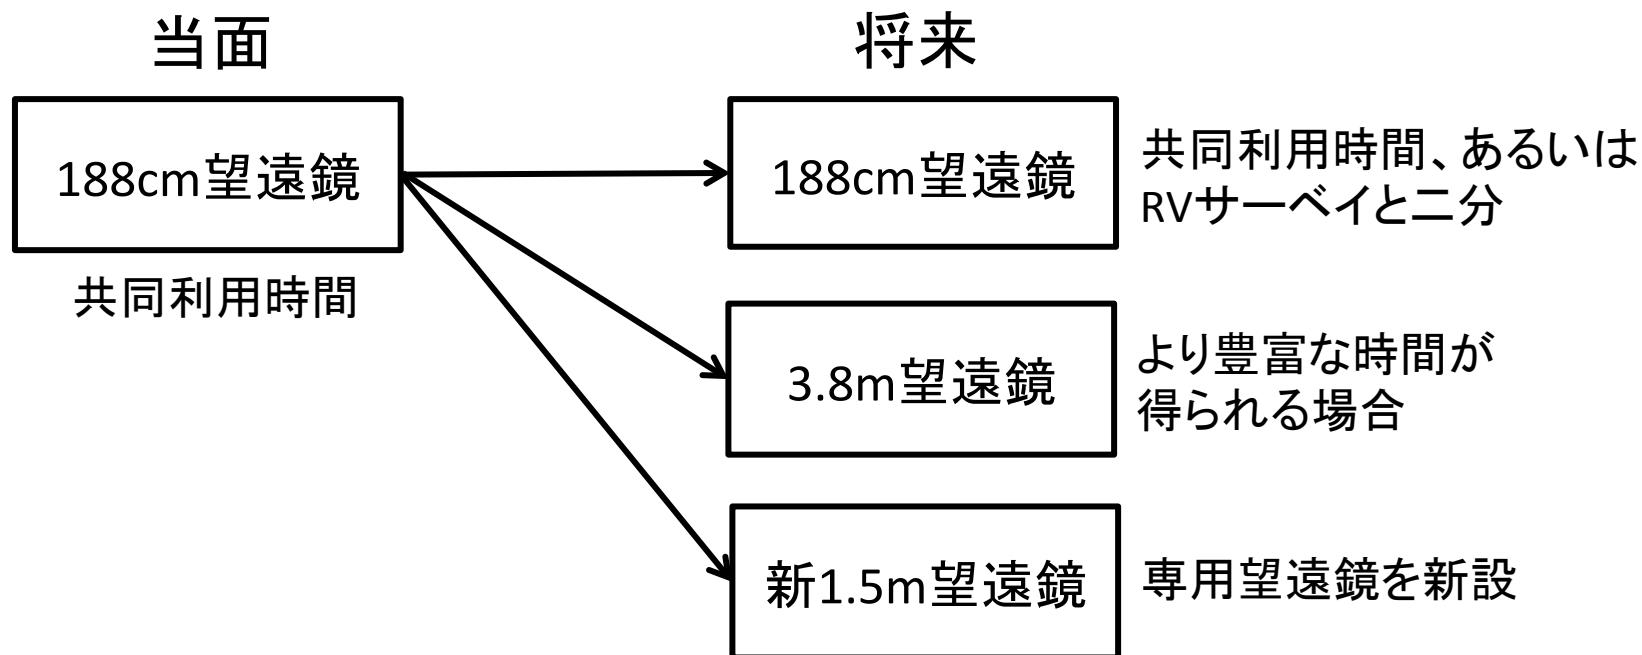 当面
将来
188cm望遠鏡
共同利用時間
188cm望遠鏡
共同利用時間、あるいは
RVサーベイと二分
3.8m望遠鏡
より豊富な時間が
得られる場合
新1.5m望遠鏡
専用望遠鏡を新設